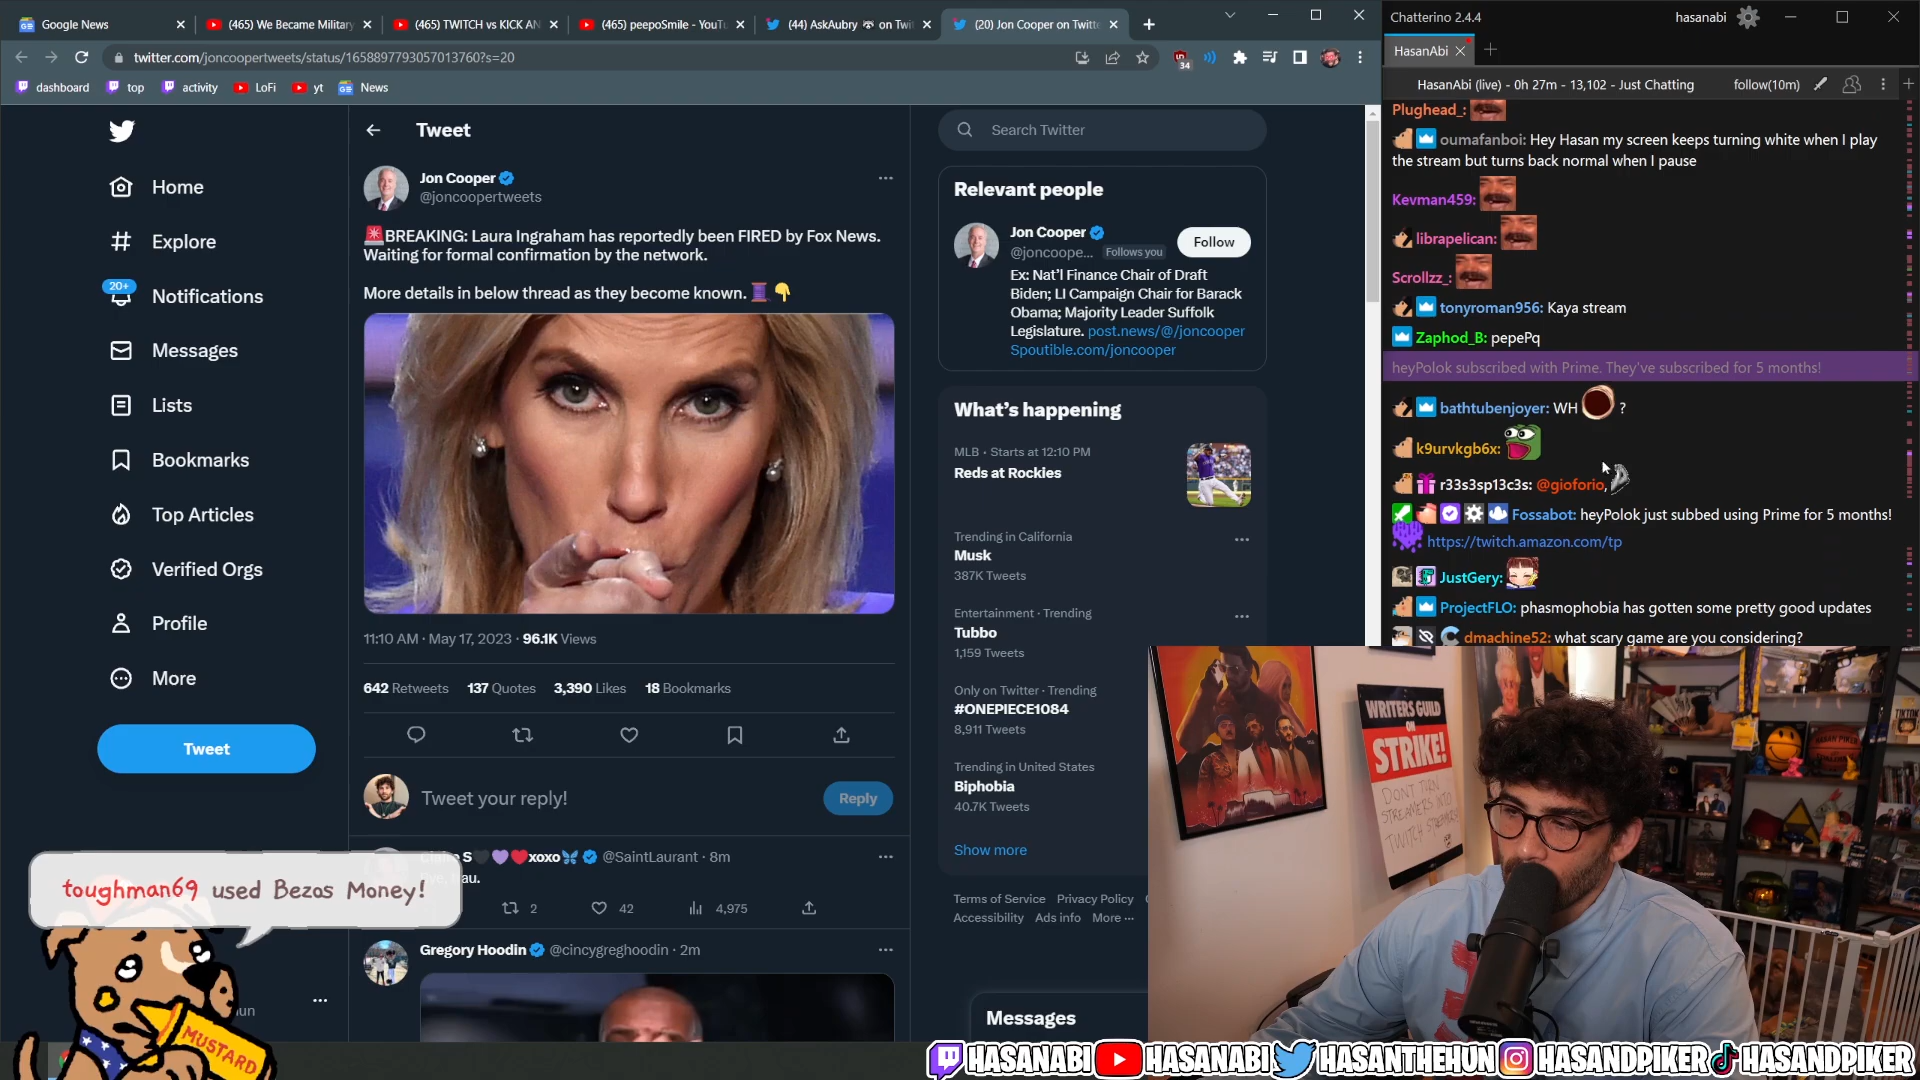 Google News
(465) We Became Military
(465) TWITCH vs KICK AN
(465) peepoSmile - YouTu
(44) AskAubry
on Twit
(20) Jon Cooper on Twitte
twitter.com/joncoopertweets/status/1658897793057013760?s=20
34
dashboard
top
activity
LoFi
yt
News
Home
Explore
20+
Notifications
Messages
Lists
Bookmarks
Top Articles
Verified Orgs
Profile
More
Tweet
Tweet
Jon Cooper
@joncoopertweets
BREAKING: Laura Ingraham has reportedly been FIRED by Fox News.
Waiting for formal confirmation by the network.
More details in below thread as they become known.
11:10 AM · May 17, 2023 · 96.1K Views
642 Retweets 137 Quotes 3,390 Likes 18 Bookmarks
Tweet your reply!
Reply
S
xoxo
@SaintLaurant · 8m
2
42
4,975
Gregory Hoodin @cincygreghoodin · 2m
Search Twitter
Relevant people
Jon Cooper
@joncoope... Follows you
Follow
Ex: Nat'l Finance Chair of Draft
Biden; LI Campaign Chair for Barack
Obama; Majority Leader Suffolk
Legislature. post.news/@/joncooper
Spoutible.com/joncooper
What's happening
MLB · Starts at 12:10 PM
Reds at Rockies
Trending in California
Musk
387K Tweets
Entertainment · Trending
Tubbo
1,159 Tweets
Only on Twitter · Trending
#ONEPIECE1084
8,911 Tweets
Trending in United States
Biphobia
40.7K Tweets
Show more
Terms of Service Privacy Policy
Accessibility Ads info More ···
Messages
Chatterino 2.4.4
hasanabi
HasanAbi
HasanAbi (live) - 0h 27m - 13,102 - Just Chatting
follow(10m)
Plughead_:
oumafanboi: Hey Hasan my screen keeps turning white when I play
the stream but turns back normal when I pause
Kevman459:
librapelican:
Scrollzz_:
tonyroman956: Kaya stream
Zaphod_B: pepePq
heyPolok subscribed with Prime. They've subscribed for 5 months!
bathtubenjoyer: WH ?
k9urvkgb6x:
r33s3sp13c3s: @gioforio,
Fossabot: heyPolok just subbed using Prime for 5 months!
https://twitch.amazon.com/tp
JustGery:
ProjectFLO: phasmophobia has gotten some pretty good updates
dmachine52: what scary game are you considering?
WRITERS GUILD
ON
STRIKE!
DONT TURN
STREAMERS INTO
TWITCH STREAMERS
toughman69 used Bezos Money!
MUSTARD
HASANABI
HASANABI
HASANTHEHUN
HASANDPIKER
HASANDPIKER